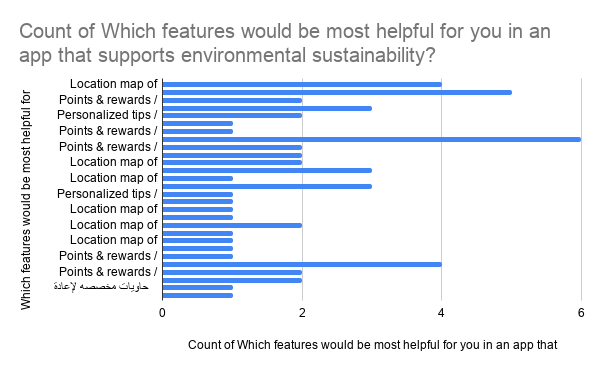 Count of Which features would be most helpful for you in an
app that supports environmental sustainability?
Which features would be most helpful for
Location map of
Points & rewards /
Personalized tips /
Points & rewards /
Points & rewards /
Location map of
Location map of
Personalized tips /
Location map of
Location map of
Location map of
Points & rewards /
Points & rewards /
حاويات مخصصه لإعادة
0 2 4 6
Count of Which features would be most helpful for you in an app that